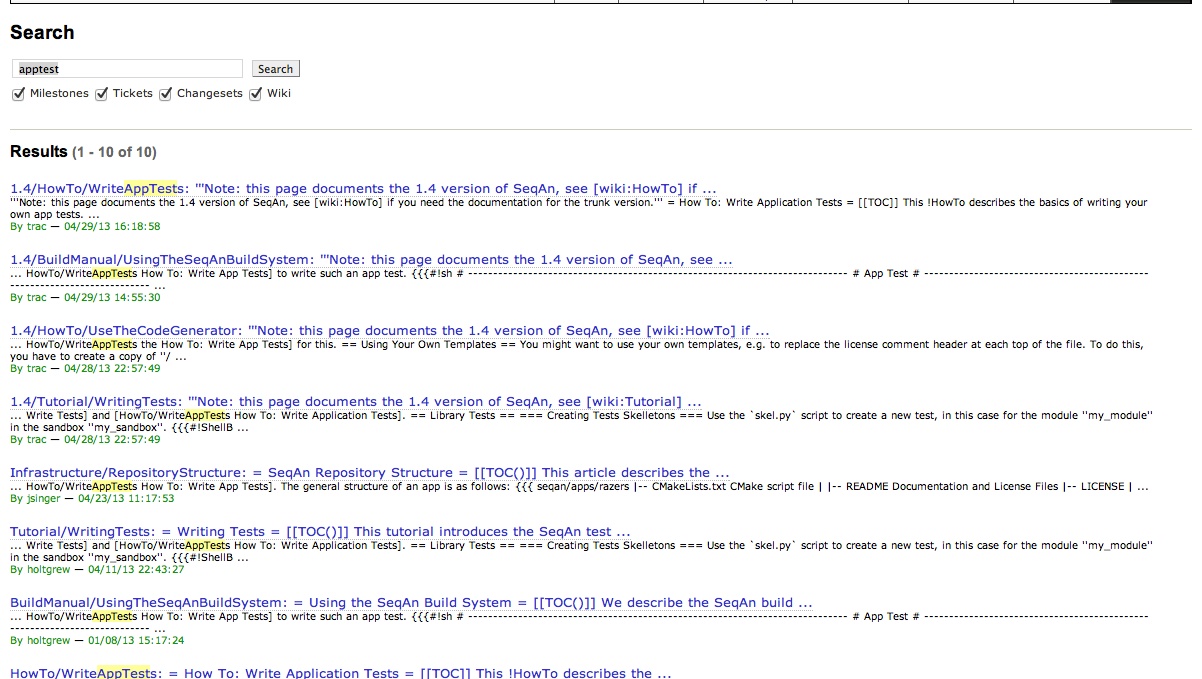 Search
apptest
Search
Milestones Tickets Changesets Wiki
Results (1 - 10 of 10)
1.4/HowTo/WriteAppTests: '''Note: this page documents the 1.4 version of SeqAn, see [wiki:HowTo] if ...
'''Note: this page documents the 1.4 version of SeqAn, see [wiki:HowTo] if you need the documentation for the trunk version.''' = How To: Write Application Tests = [[TOC]] This !HowTo describes the basics of writing your
own app tests. ...
By trac — 04/29/13 16:18:58
1.4/BuildManual/UsingTheSeqAnBuildSystem: '''Note: this page documents the 1.4 version of SeqAn, see ...
... HowTo/WriteAppTests How To: Write App Tests] to write such an app test. {{{#!sh # ---------------------------------------------------------------------------- # App Test # ---------------------------------------------
---------------------------- ...
By trac — 04/29/13 14:55:30
1.4/HowTo/UseTheCodeGenerator: '''Note: this page documents the 1.4 version of SeqAn, see [wiki:HowTo] if ...
... HowTo/WriteAppTests the How To: Write App Tests] for this. == Using Your Own Templates == You might want to use your own templates, e.g. to replace the license comment header at each top of the file. To do this,
you have to create a copy of ''/ ...
By trac — 04/28/13 22:57:49
1.4/Tutorial/WritingTests: '''Note: this page documents the 1.4 version of SeqAn, see [wiki:Tutorial] ...
... Write Tests] and [HowTo/WriteAppTests How To: Write Application Tests]. == Library Tests == === Creating Tests Skelletons === Use the `skel.py` script to create a new test, in this case for the module ''my_module''
in the sandbox ''my_sandbox''. {{{#!ShellB ...
By trac — 04/28/13 22:57:49
Infrastructure/RepositoryStructure: = SeqAn Repository Structure = [[TOC()]] This article describes the ...
... HowTo/WriteAppTests How To: Write App Tests]. The general structure of an app is as follows: {{{ seqan/apps/razers |-- CMakeLists.txt CMake script file | |-- README Documentation and License Files |-- LICENSE | ...
By jsinger — 04/23/13 11:17:53
Tutorial/WritingTests: = Writing Tests = [[TOC()]] This tutorial introduces the SeqAn test ...
... Write Tests] and [HowTo/WriteAppTests How To: Write Application Tests]. == Library Tests == === Creating Tests Skelletons === Use the `skel.py` script to create a new test, in this case for the module ''my_module''
in the sandbox ''my_sandbox''. {{{#!ShellB ...
By holtgrew — 04/11/13 22:43:27
BuildManual/UsingTheSeqAnBuildSystem: = Using the SeqAn Build System = [[TOC()]] We describe the SeqAn build ...
... HowTo/WriteAppTests How To: Write App Tests] to write such an app test. {{{#!sh # ---------------------------------------------------------------------------- # App Test # ---------------------------------------------
---------------------------- ...
By holtgrew — 01/08/13 15:17:24
HowTo/WriteAppTests: = How To: Write Application Tests = [[TOC]] This !HowTo describes the ...